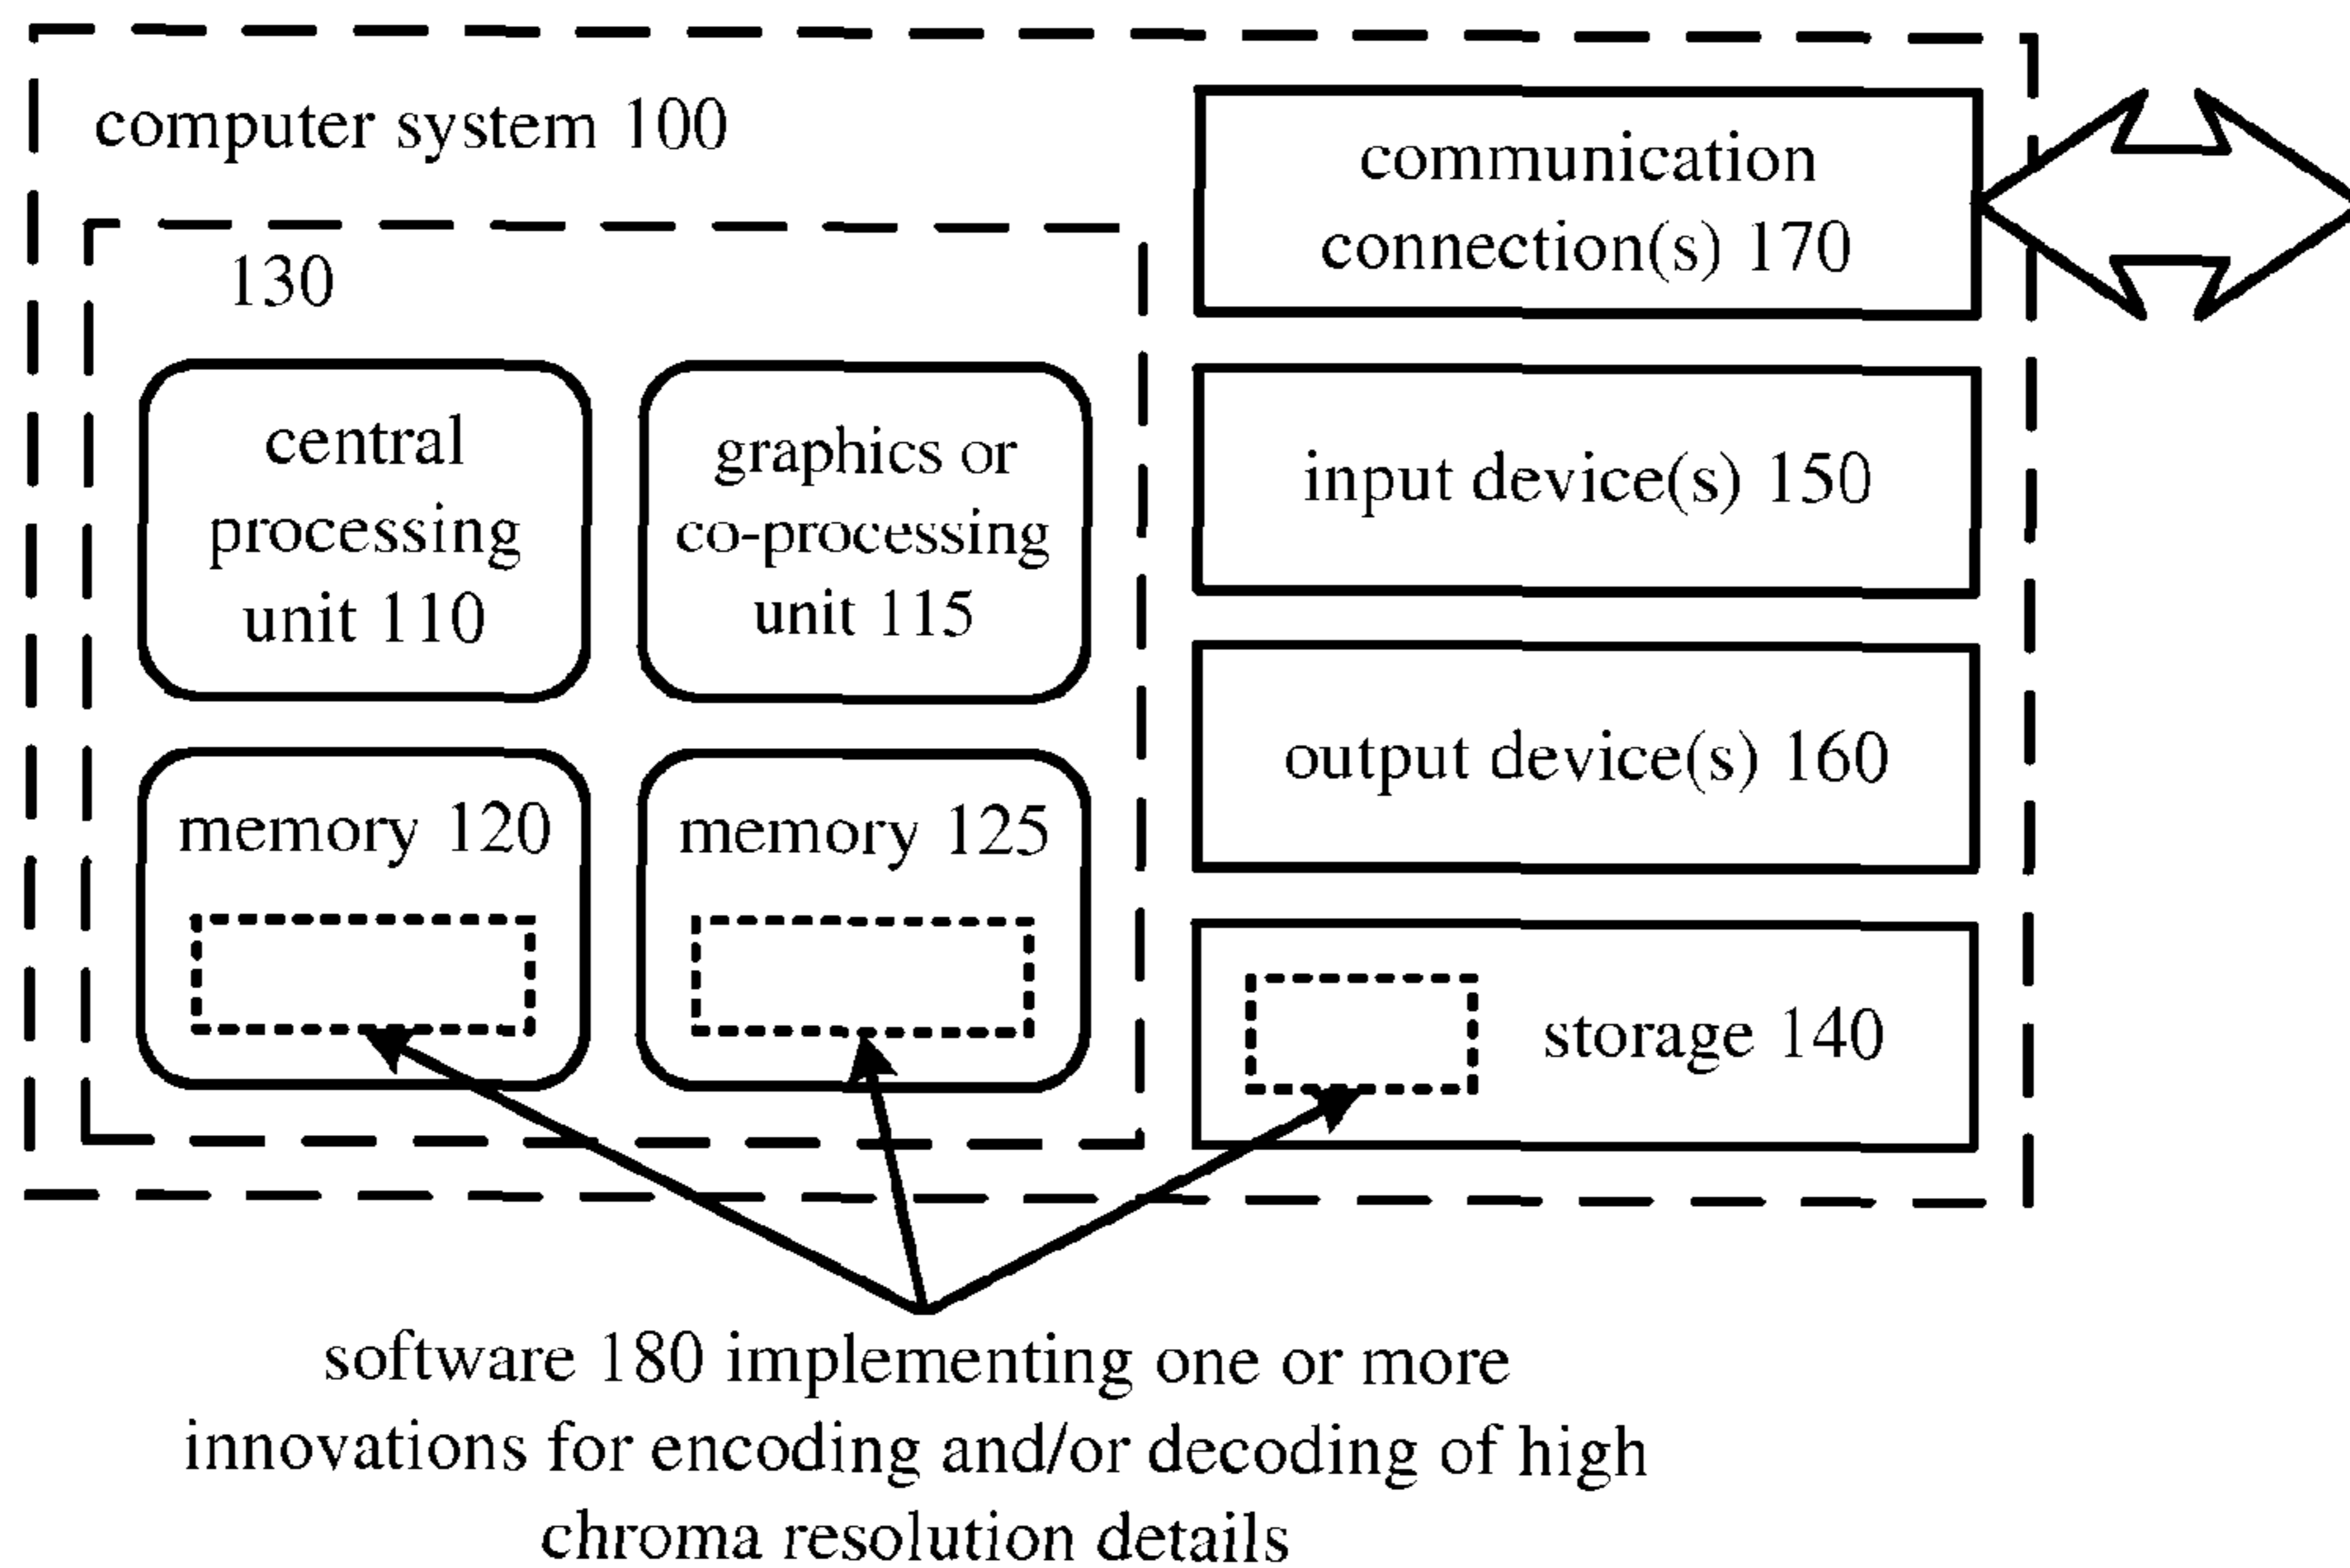 computer system 100
130
central
processing
unit 110
graphics or
co-processing
unit 115
memory 120
memory 125
communication
connection(s) 170
input device(s) 150
output device(s) 160
storage 140
software 180 implementing one or more
innovations for encoding and/or decoding of high
chroma resolution details